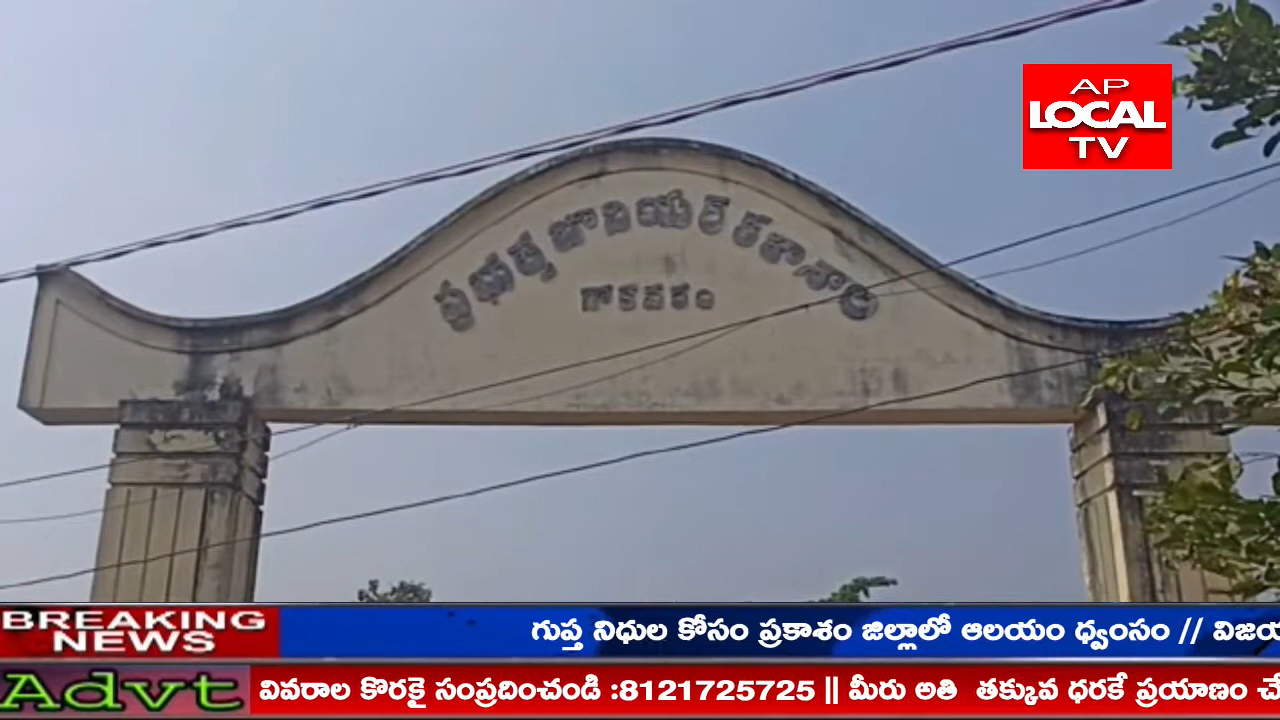 AP
LOCAL
TV
ప్రభుత్వ జూనియర్ కళాశాల
గోకవరం
BREAKING
NEWS
గుప్త నిధుల కోసం ప్రకాశం జిల్లాలో ఆలయం ధ్వంసం //
Advt
వివరాల కొరకై సంప్రదించండి :8121725725 || మీరు అతి తక్కువ ధరకే ప్రయాణం